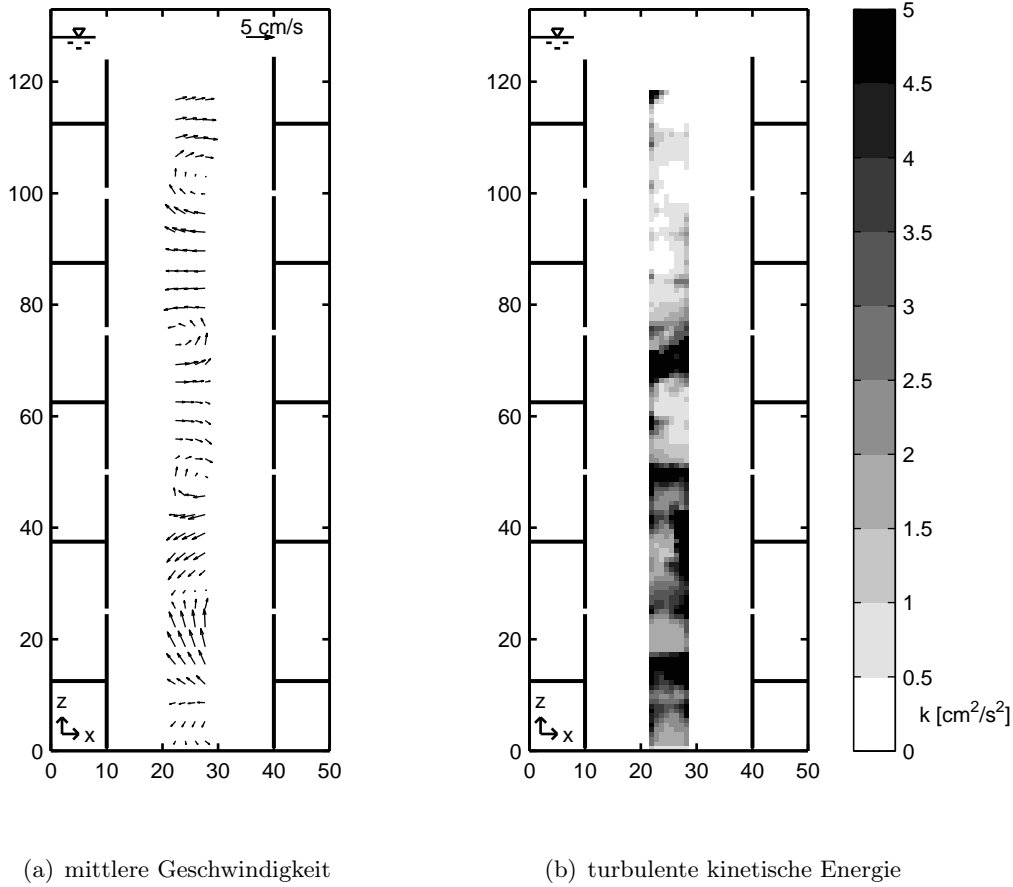 5 cm/s
120
100
80
60
40
20
0
z
x
0 10 20 30 40 50
(a) mittlere Geschwindigkeit
120
100
80
60
40
20
0
z
x
0 10 20 30 40 50
(b) turbulente kinetische Energie
5
4.5
4
3.5
3
2.5
2
1.5
1
0.5
0
k [cm²/s²]